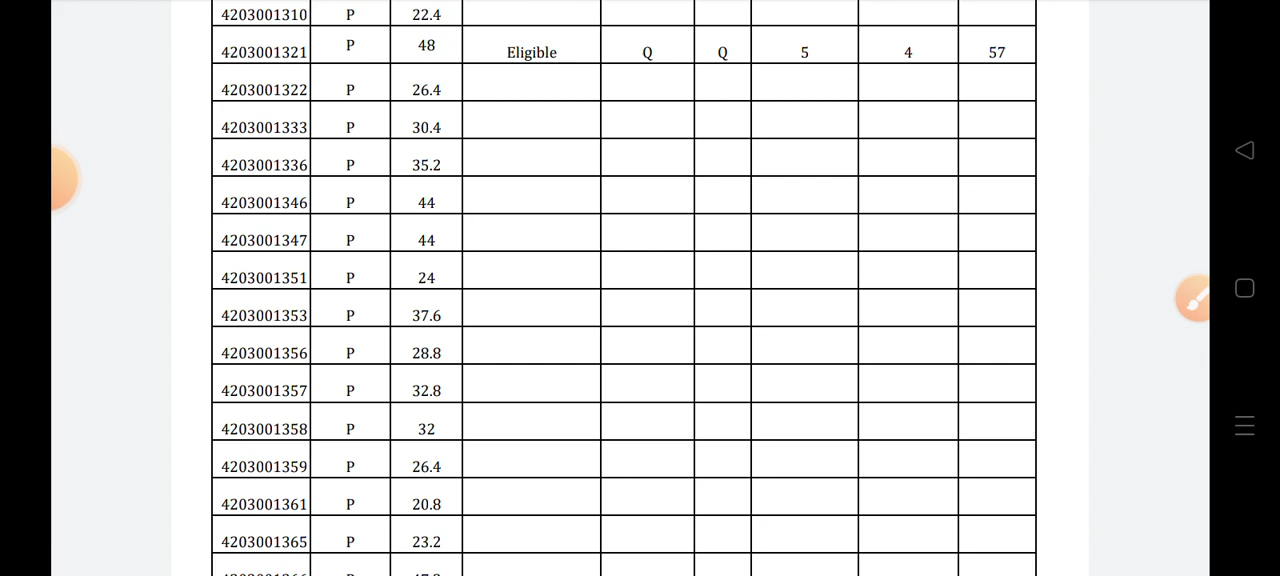 4203001310 P 22.4
4203001321 P 48 Eligible Q Q 5 4 57
4203001322 P 26.4
4203001333 P 30.4
4203001336 P 35.2
4203001346 P 44
4203001347 P 44
4203001351 P 24
4203001353 P 37.6
4203001356 P 28.8
4203001357 P 32.8
4203001358 P 32
4203001359 P 26.4
4203001361 P 20.8
4203001365 P 23.2